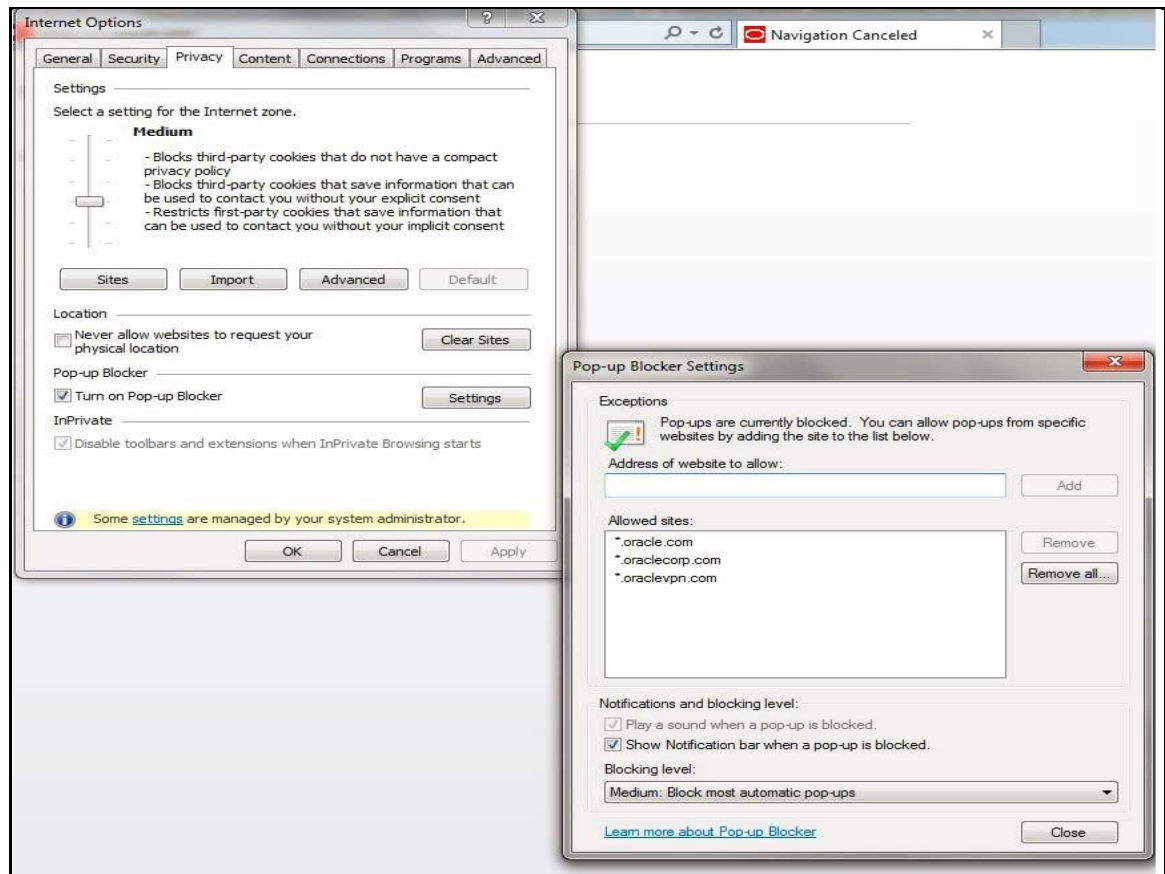 Internet Options
Navigation Canceled
General Security Privacy Content Connections Programs Advanced
Settings
Select a setting for the Internet zone.
Medium
- Blocks third-party cookies that do not have a compact
privacy policy
- Blocks third-party cookies that save information that can
be used to contact you without your explicit consent
- Restricts first-party cookies that save information that
can be used to contact you without your implicit consent
Sites Import Advanced Default
Location
Never allow websites to request your
physical location
Clear Sites
Pop-up Blocker
Turn on Pop-up Blocker
Settings
InPrivate
Disable toolbars and extensions when InPrivate Browsing starts
Some settings are managed by your system administrator.
OK Cancel Apply
Pop-up Blocker Settings
Exceptions
Pop-ups are currently blocked. You can allow pop-ups from specific
websites by adding the site to the list below.
Address of website to allow:
Add
Allowed sites:
*.oracle.com
*.oraclecorp.com
*.oraclevpn.com
Remove
Remove all...
Notifications and blocking level:
Play a sound when a pop-up is blocked.
Show Notification bar when a pop-up is blocked.
Blocking level:
Medium: Block most automatic pop-ups
Learn more about Pop-up Blocker
Close